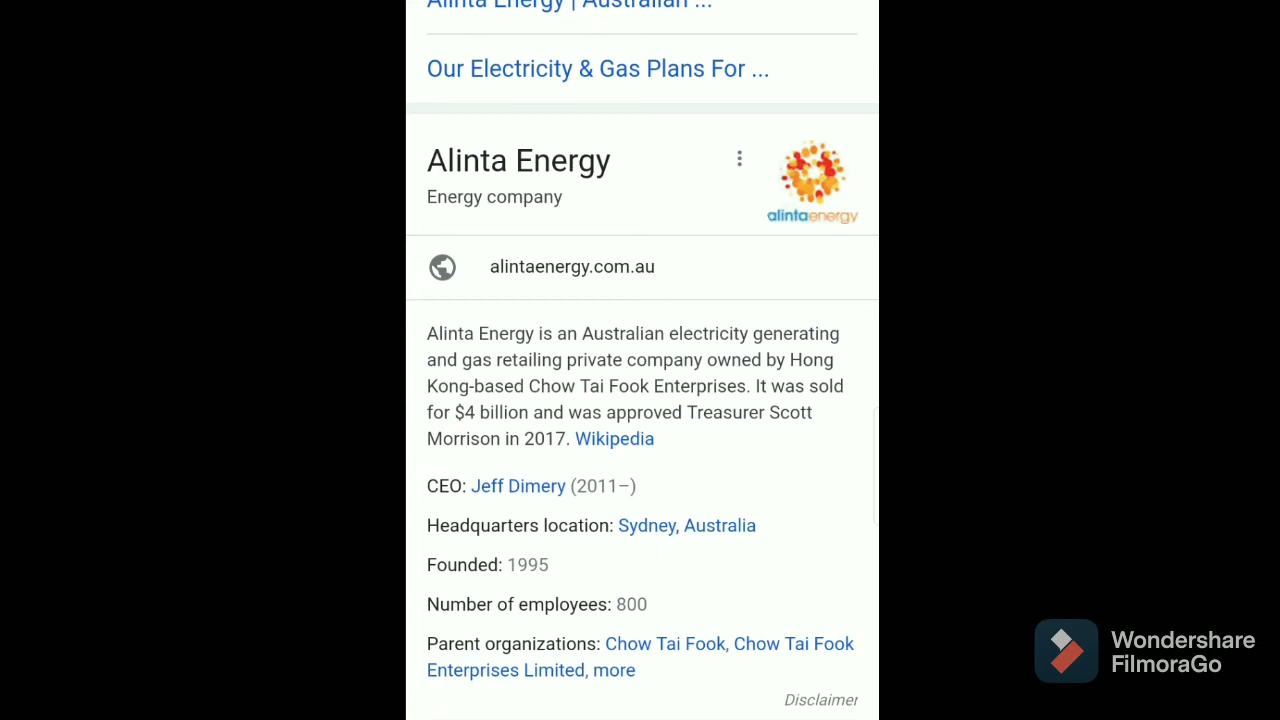 Alinta Energy | Australian ...
Our Electricity & Gas Plans For ...
Alinta Energy
Energy company
alintaenergy
alintaenergy.com.au
Alinta Energy is an Australian electricity generating
and gas retailing private company owned by Hong
Kong-based Chow Tai Fook Enterprises. It was sold
for $4 billion and was approved Treasurer Scott
Morrison in 2017. Wikipedia
CEO: Jeff Dimery (2011–)
Headquarters location: Sydney, Australia
Founded: 1995
Number of employees: 800
Parent organizations: Chow Tai Fook, Chow Tai Fook
Enterprises Limited, more
Disclaimer
Wondershare
FilmoraGo